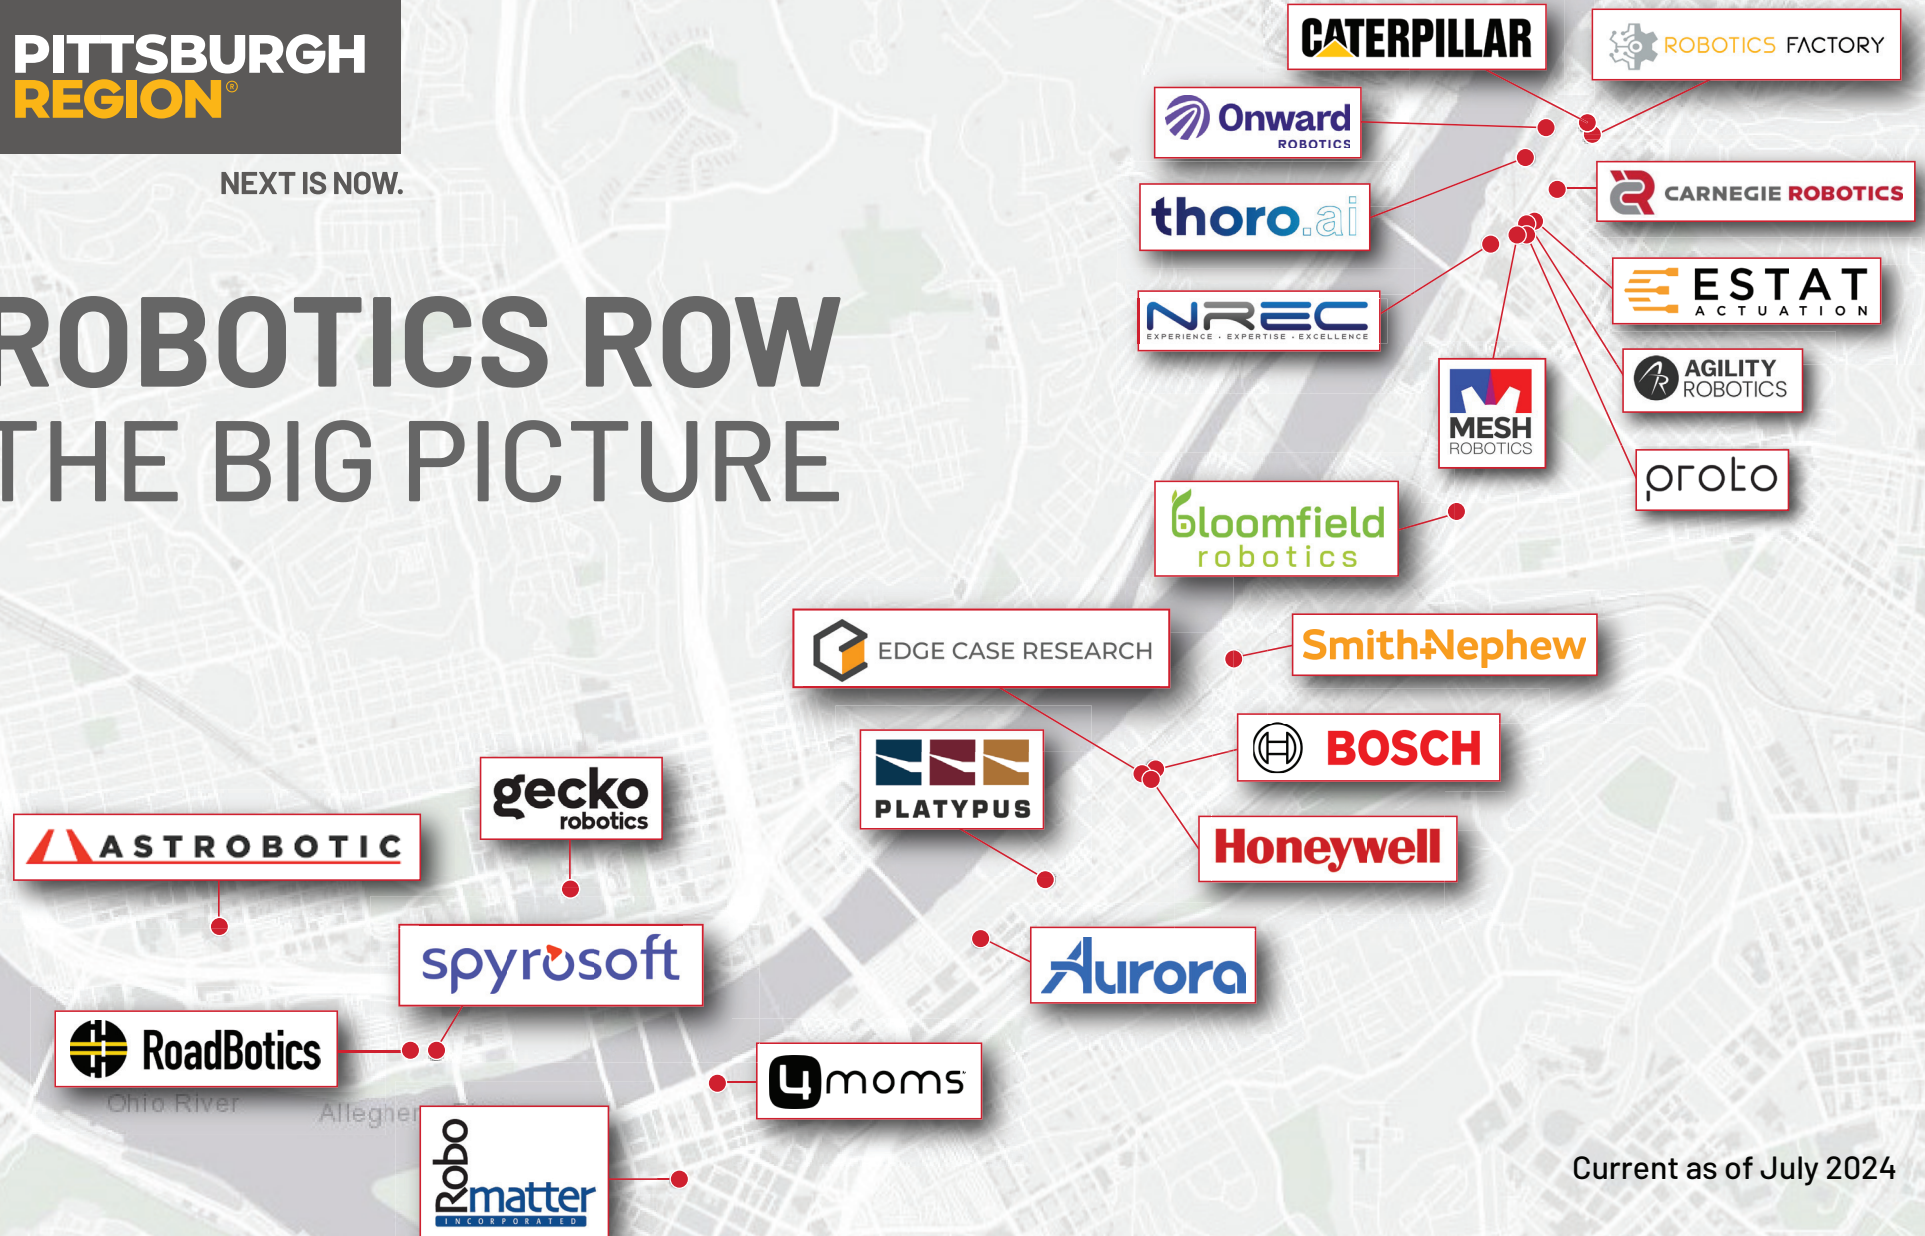 PITTSBURGH
REGION®
NEXT IS NOW.
ROBOTICS ROW
THE BIG PICTURE
CATERPILLAR
ROBOTICS FACTORY
Onward
ROBOTICS
thoro.ai
CARNEGIE ROBOTICS
NREC
EXPERIENCE · EXPERTISE · EXCELLENCE
ESTAT
ACTUATION
AGILITY
ROBOTICS
MESH
ROBOTICS
proto
bloomfield
robotics
EDGE CASE RESEARCH
Smith+Nephew
BOSCH
PLATYPUS
Honeywell
gecko
robotics
ASTROBOTIC
spyrosoft
Aurora
RoadBotics
4moms
Ohio River
Allegheny
Robo
matter
INCORPORATED
Current as of July 2024